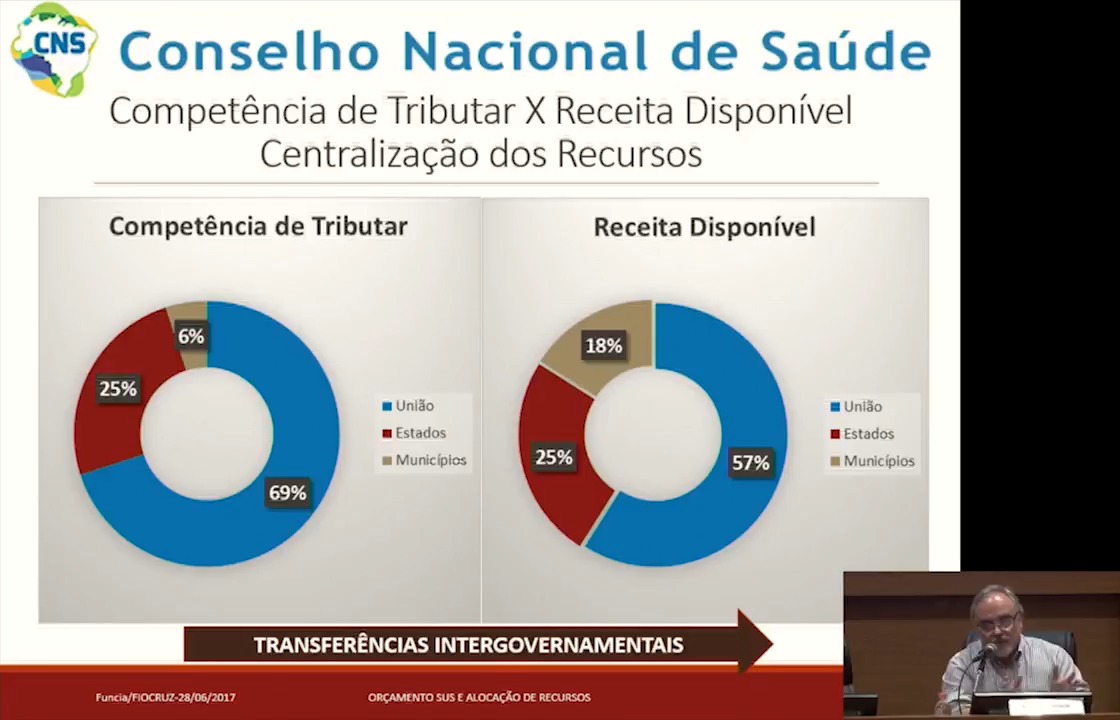 CNS
Conselho Nacional de Saúde
Competência de Tributar X Receita Disponível
Centralização dos Recursos
Competência de Tributar
6%
25%
69%
União
Estados
Municípios
Receita Disponível
18%
25%
57%
União
Estados
Municípios
TRANSFERÊNCIAS INTERGOVERNAMENTAIS
Funcia/FIOCRUZ-28/06/2017
ORÇAMENTO SUS E ALOCAÇÃO DE RECURSOS